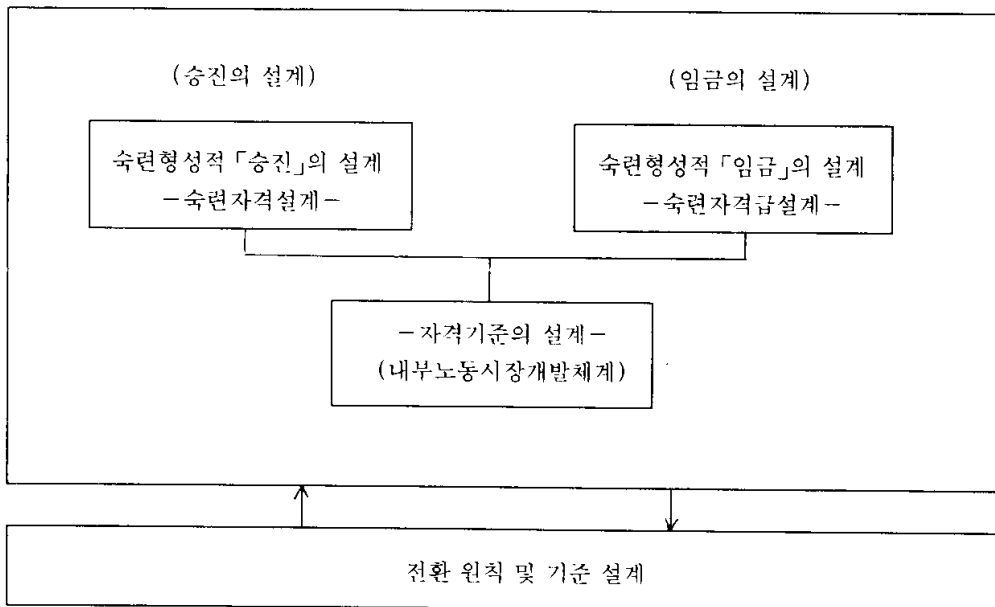 (승진의 설계)
(임금의 설계)
숙련형성적 「승진」의 설계
-숙련자격설계-
숙련형성적 「임금」의 설계
-숙련자격급설계-
-자격기준의 설계-
(내부노동시장개발체계)
전환 원칙 및 기준 설계